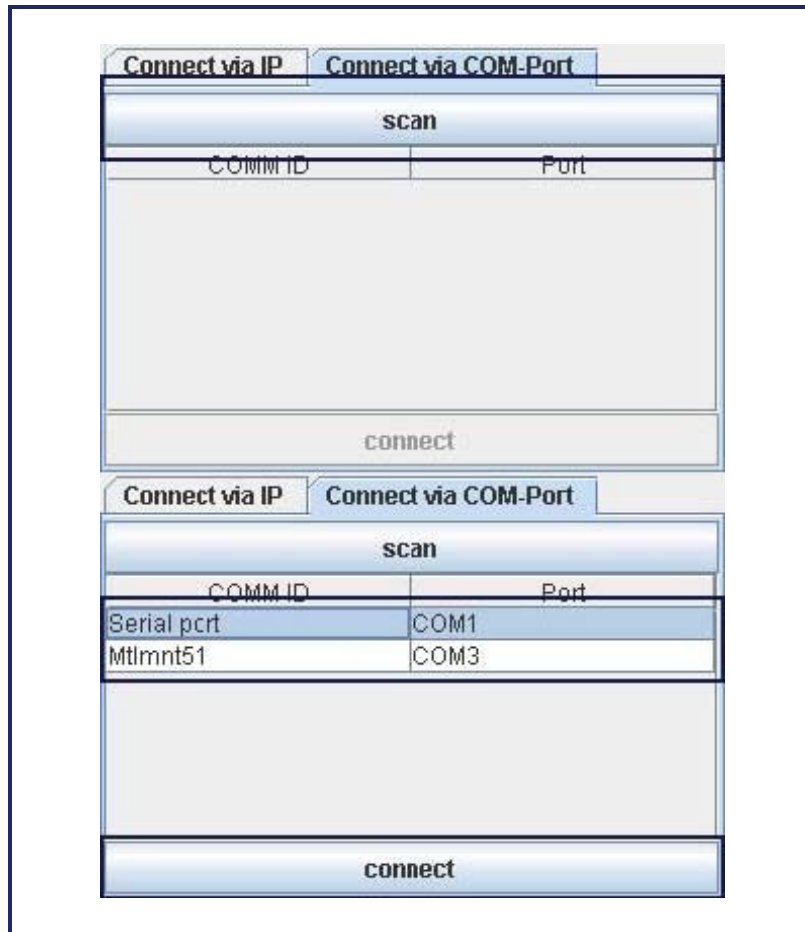 Connect via IP Connect via COM-Port
scan
COMM ID Port
connect
Connect via IP Connect via COM-Port
scan
COMM ID Port
Serial port COM1
Mtlmnt51 COM3
connect